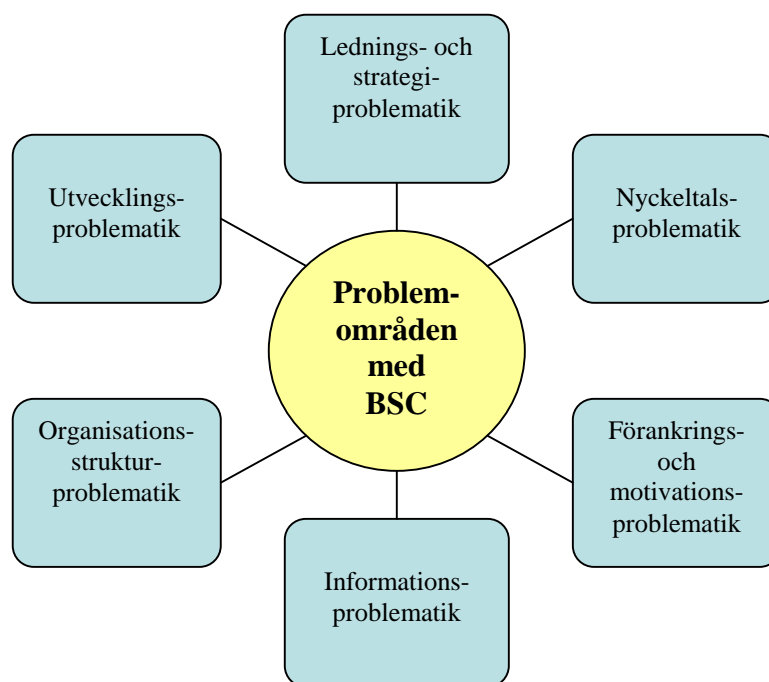 Lednings- och
strategi-
problematik
Utvecklings-
problematik
Nyckeltals-
problematik
Problem-
områden
med
BSC
Organisations-
struktur-
problematik
Förankrings-
och
motivations-
problematik
Informations-
problematik